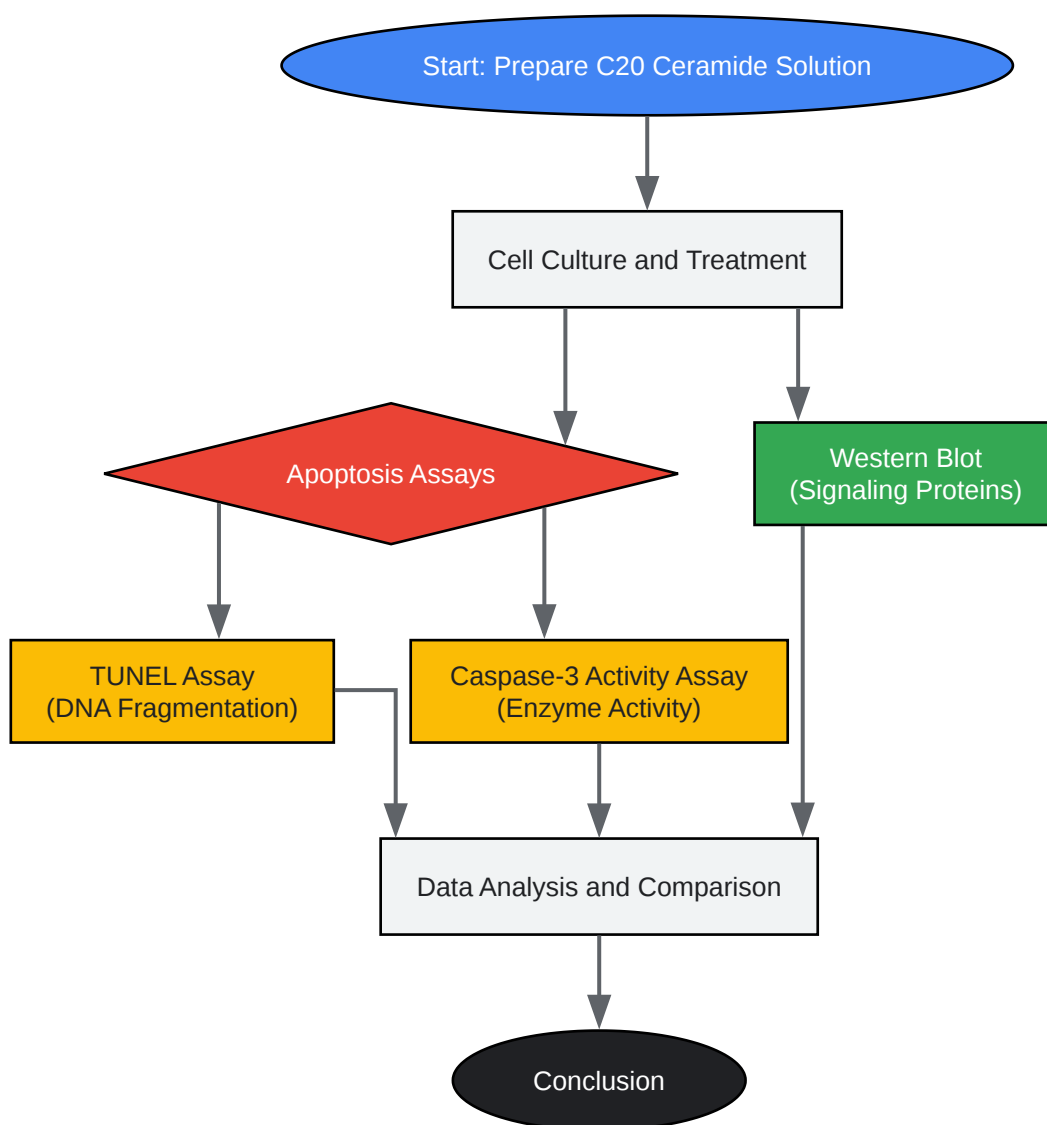 Start: Prepare C20 Ceramide Solution
Cell Culture and Treatment
Apoptosis Assays
Western Blot
(Signaling Proteins)
TUNEL Assay
(DNA Fragmentation)
Caspase-3 Activity Assay
(Enzyme Activity)
Data Analysis and Comparison
Conclusion